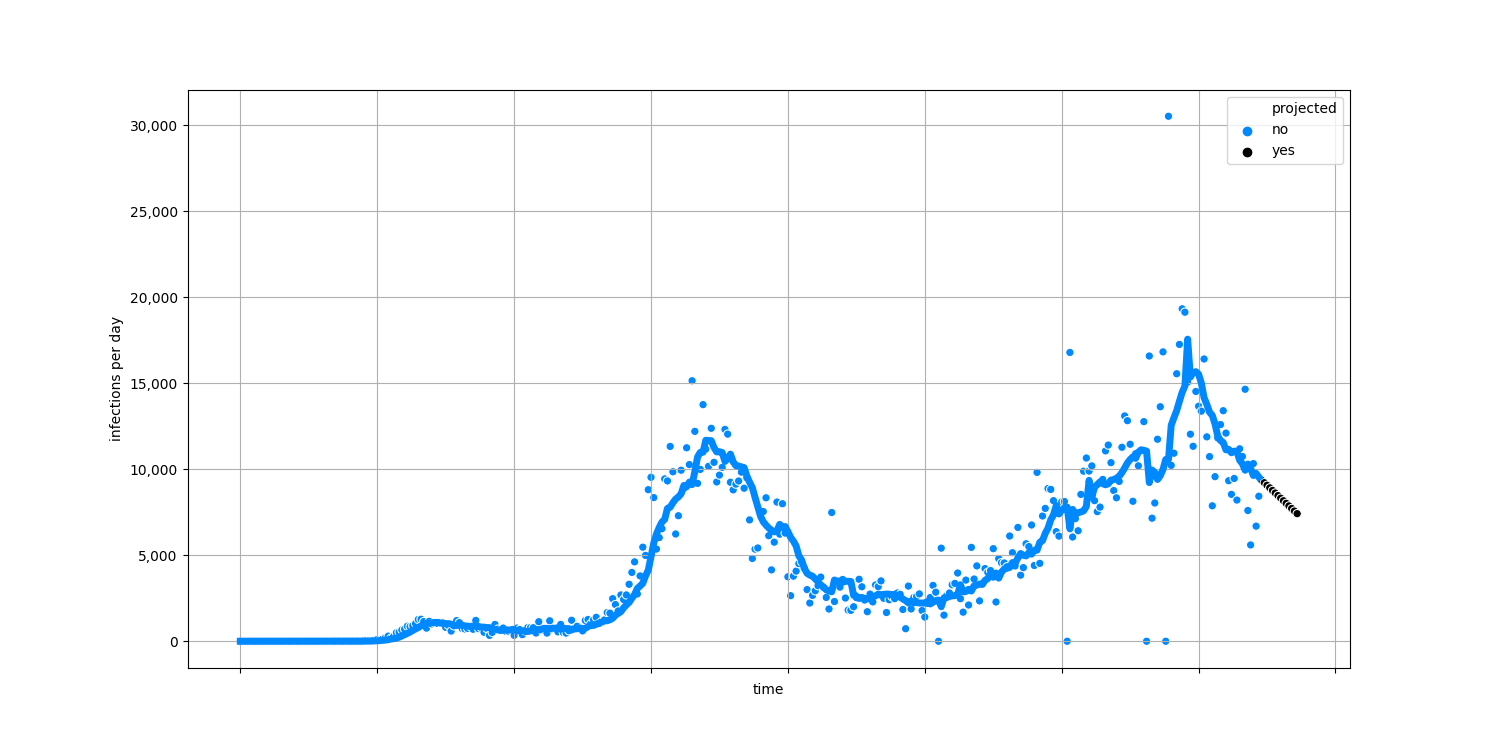 projected
no
yes
30,000
25,000
20,000
15,000
10,000
5,000
0
infections per day
time